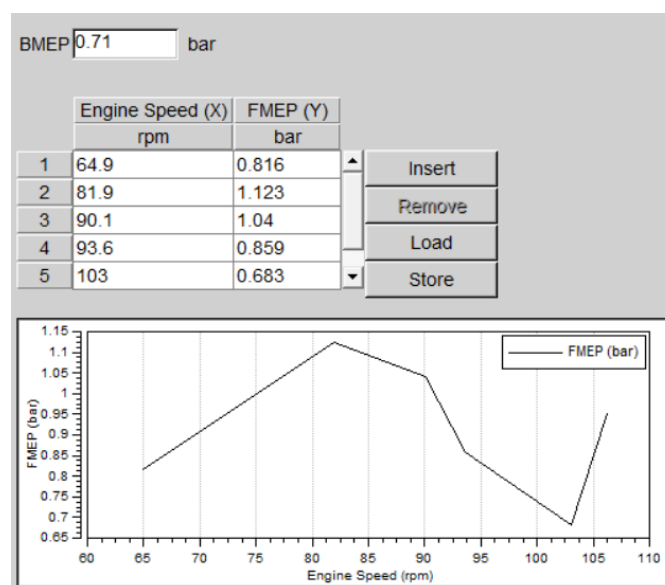 BMEP 0.71 bar
Engine Speed (X) FMEP (Y)
rpm bar
1 64.9 0.816
2 81.9 1.123
3 90.1 1.04
4 93.6 0.859
5 103 0.683
Insert
Remove
Load
Store
FMEP (bar)
1.15
1.1
1.05
1
0.95
0.9
0.85
0.8
0.75
0.7
0.65
FMEP (bar)
60 65 70 75 80 85 90 95 100 105 110
Engine Speed (rpm)